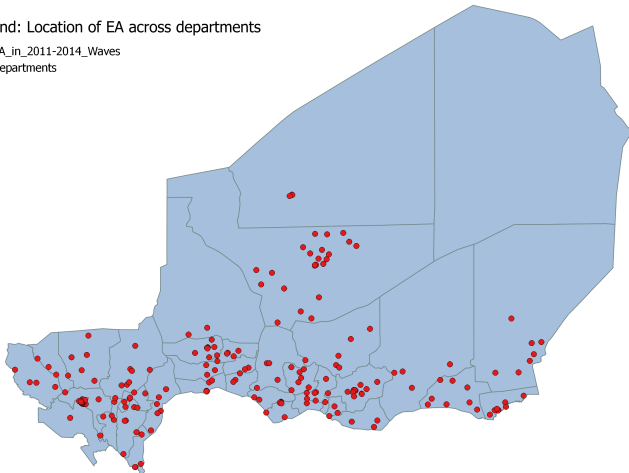 nd: Location of EA across departments
A_in_2011-2014_Waves
epartments